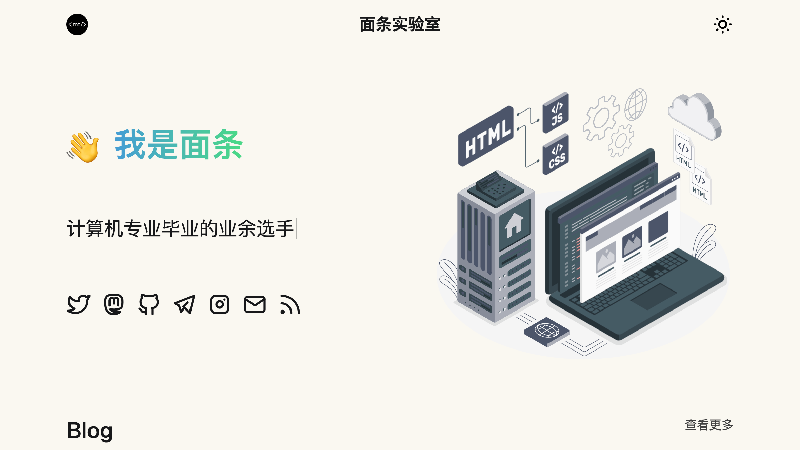 面条实验室
我是面条
计算机专业毕业的业余选手
HTML
</>
JS
</>
CSS
</>
HTML
</>
HTML
Blog
查看更多